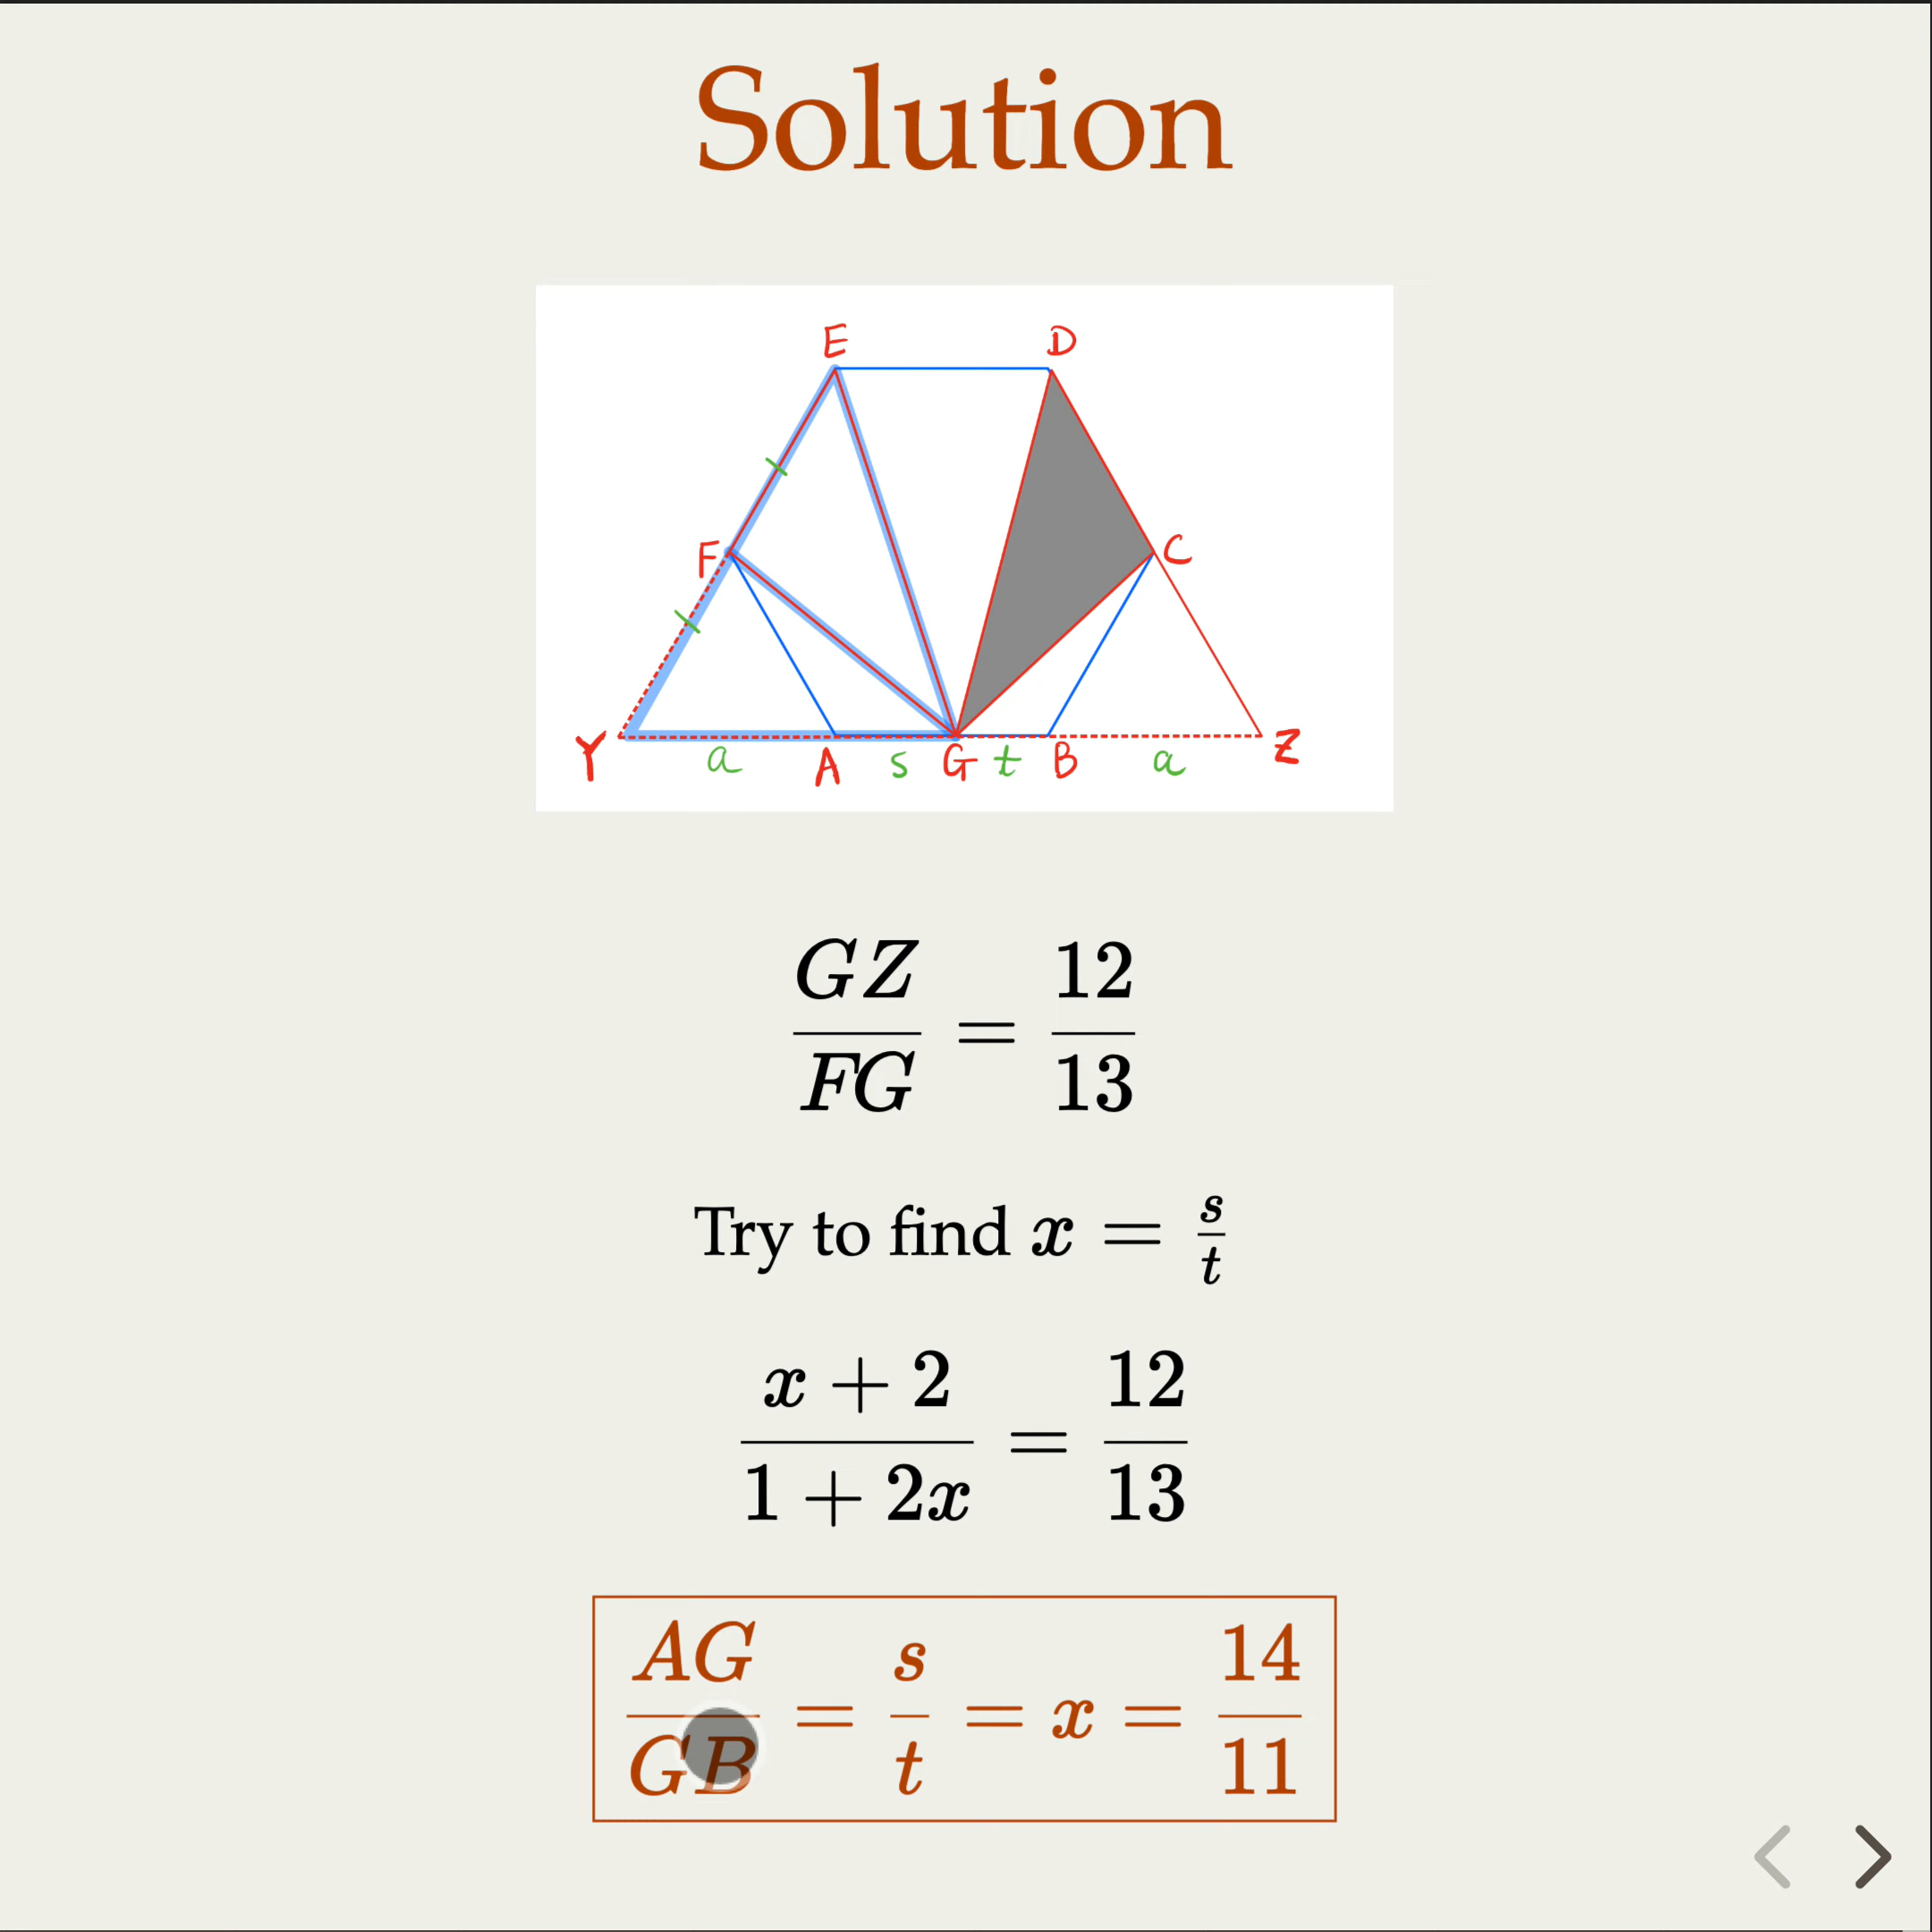 Solution
E D
F C
Y a A s G t B a Z
GZ/FG = 12/13
Try to find x = s/t
x + 2/1 + 2x = 12/13
AG/GB = s/t = x = 14/11